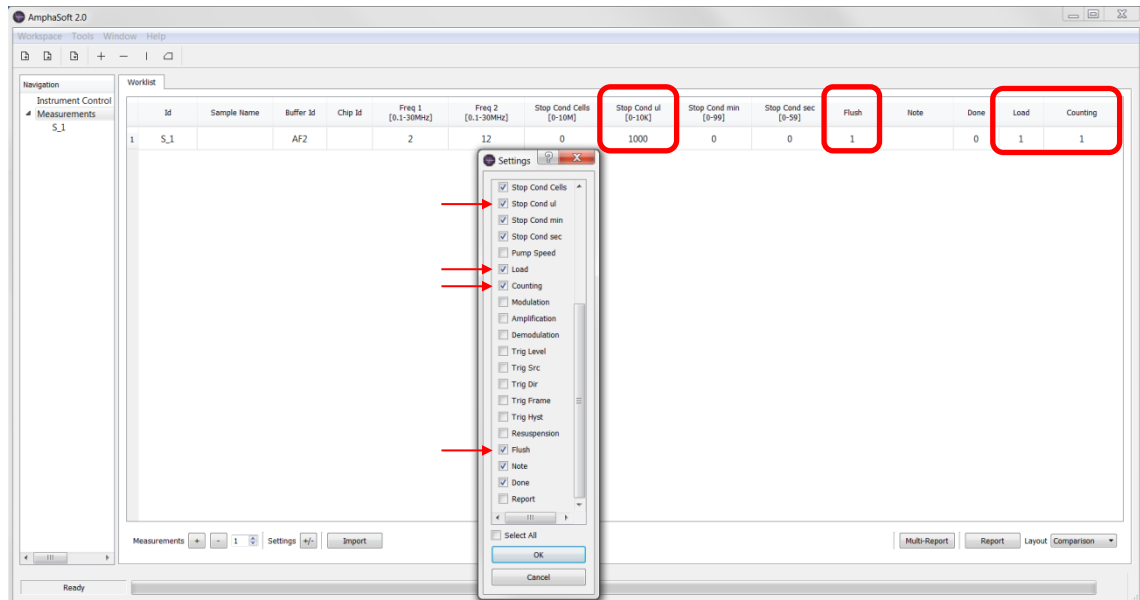 AmphaSoft 2.0
Workspace Tools Window Help
Navigation
Instrument Control
Measurements
S_1
Worklist
Id Sample Name Buffer Id Chip Id Freq 1 Freq 2 Stop Cond Cells Stop Cond ul Stop Cond min Stop Cond sec Flush Note Done Load Counting
[0.1-30MHz] [0.1-30MHz] [0-10M] [0-10K] [0-99] [0-59]
1 S_1 AF2 2 12 0 1000 0 0 1 0 1 1
Settings
Stop Cond Cells
Stop Cond ul
Stop Cond min
Stop Cond sec
Pump Speed
Load
Counting
Modulation
Amplification
Demodulation
Trig Level
Trig Src
Trig Dir
Trig Frame
Trig Hyst
Resuspension
Flush
Note
Done
Report
Select All
OK
Cancel
Measurements + - 1 Settings +/- Import Multi-Report Report Layout Comparison
Ready